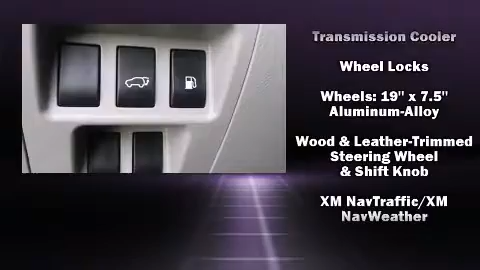 Transmission Cooler
Wheel Locks
Wheels: 19" x 7.5"
Aluminum-Alloy
Wood & Leather-Trimmed
Steering Wheel
& Shift Knob
XM NavTraffic/XM
NavWeather